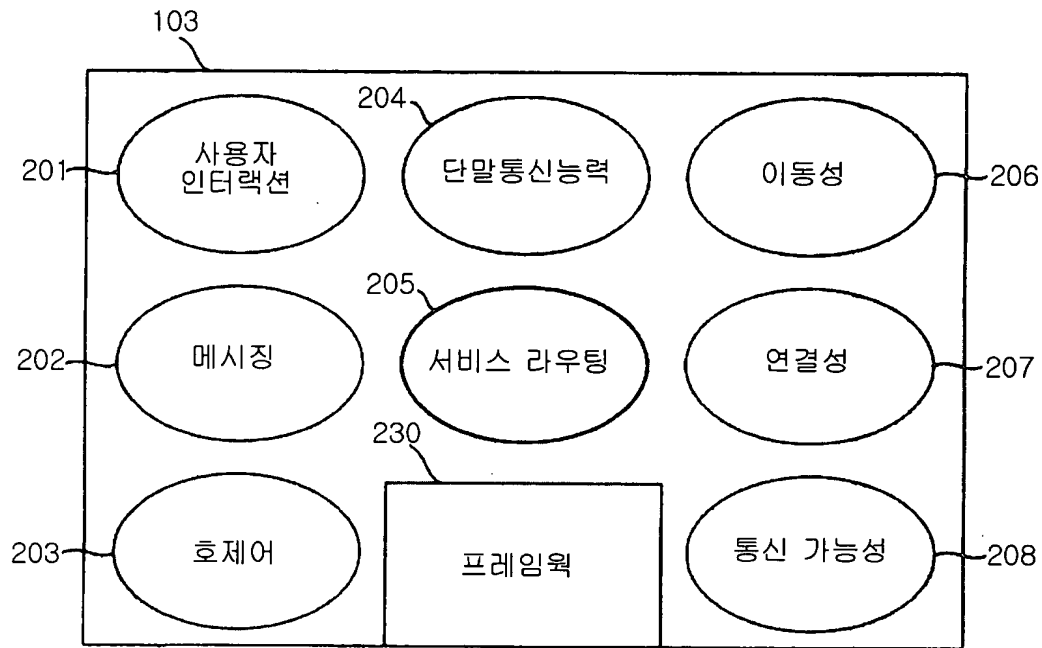 103
204
201
사용자
인터랙션
단말통신능력
이동성
206
205
202
메시징
서비스 라우팅
연결성
207
230
203
호제어
프레임웍
통신 가능성
208